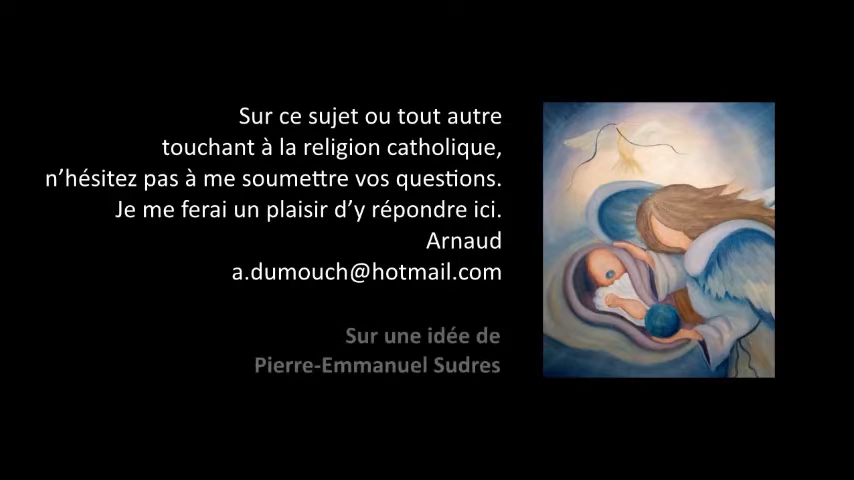 Sur ce sujet ou tout autre
touchant à la religion catholique,
n’hésitez pas à me soumettre vos questions.
Je me ferai un plaisir d’y répondre ici.
Arnaud
a.dumouch@hotmail.com
Sur une idée de
Pierre-Emmanuel Sudres